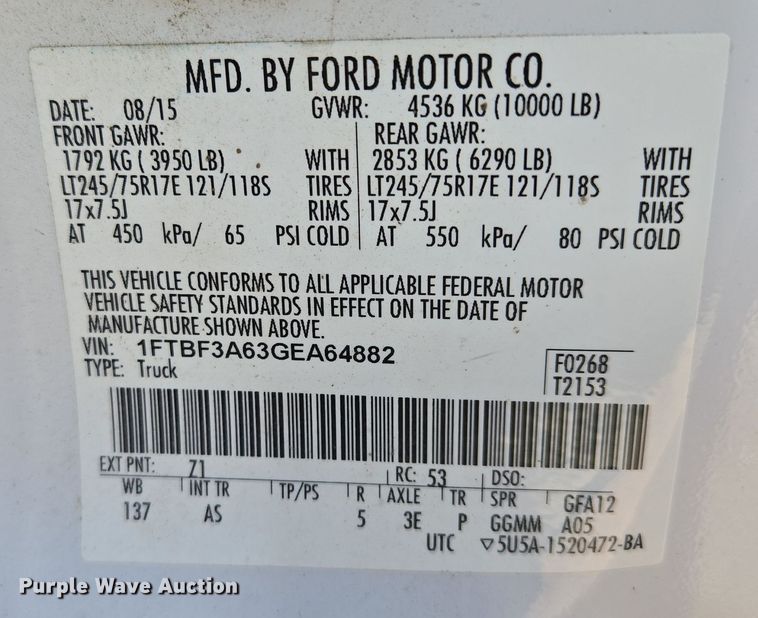 MFD. BY FORD MOTOR CO.
DATE: 08/15 GVWR: 4536 KG (10000 LB)
FRONT GAWR: REAR GAWR:
1792 KG ( 3950 LB) WITH 2853 KG ( 6290 LB) WITH
LT245/75R17E 121/118S TIRES LT245/75R17E 121/118S TIRES
17x7.5J RIMS 17x7.5J RIMS
AT 450 kPa/ 65 PSI COLD AT 550 kPa/ 80 PSI COLD
THIS VEHICLE CONFORMS TO ALL APPLICABLE FEDERAL MOTOR
VEHICLE SAFETY STANDARDS IN EFFECT ON THE DATE OF
MANUFACTURE SHOWN ABOVE.
VIN: 1FTBF3A63GEA64882
TYPE: Truck
F0268
T2153
EXT PNT: Z1 RC: 53 DSO:
WB INT TR TP/PS R AXLE TR SPR GFA12
137 AS 5 3E P GGMM A05
UTC ▽5U5A-1520472-BA
Purple Wave Auction